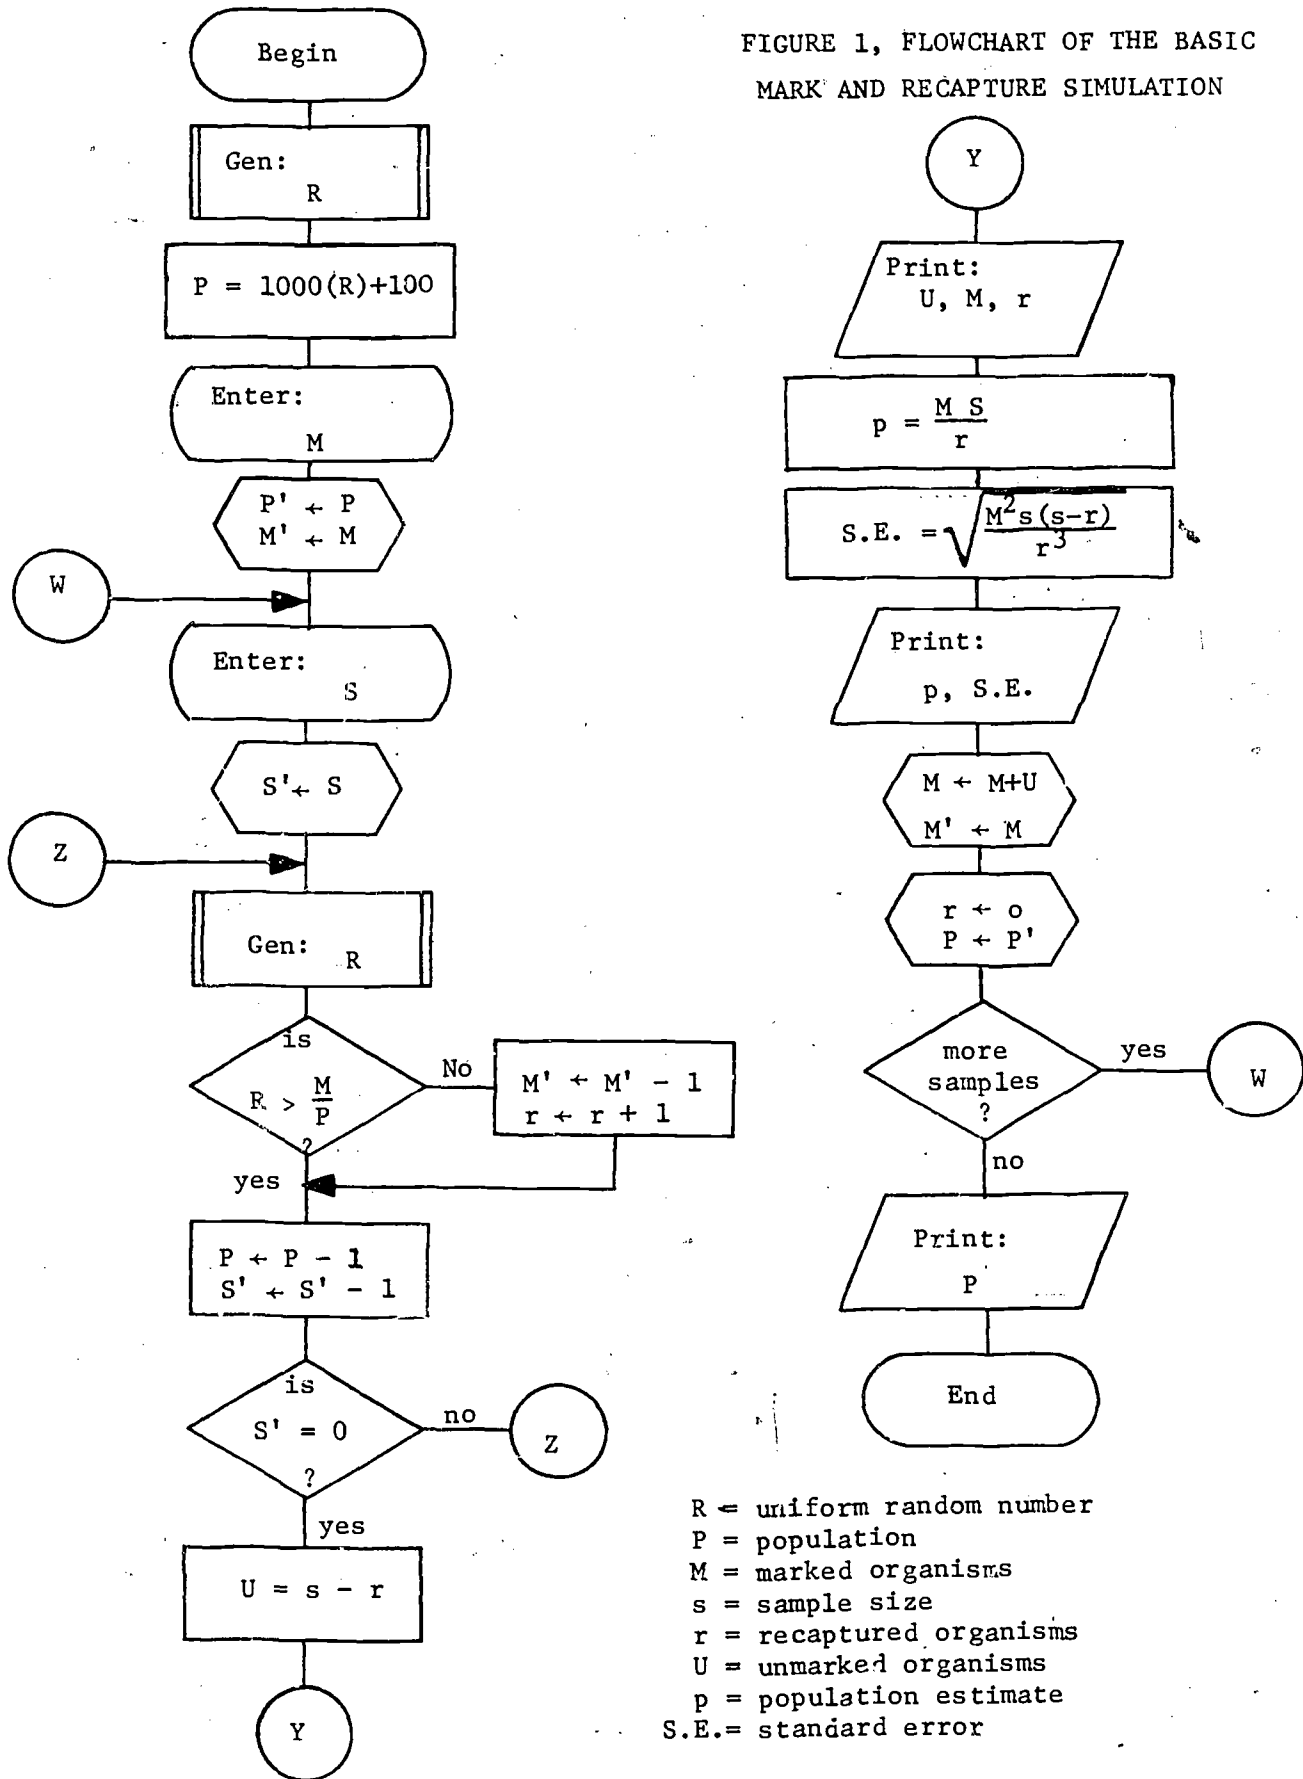 FIGURE 1, FLOWCHART OF THE BASIC
MARK AND RECAPTURE SIMULATION
Begin
Gen:
R
P = 1000(R)+100
Enter:
M
P' ← P
M' ← M
W
Enter:
S
S' ← S
Z
Gen: R
is
R > M/P
?
No
M' ← M' - 1
r ← r + 1
yes
P ← P - 1
S' ← S' - 1
is
S' = 0
?
no
Z
yes
U = s - r
Y
Y
Print:
U, M, r
p = M S / r
S.E. = √(M²s(s-r) / r³)
Print:
p, S.E.
M ← M+U
M' ← M
r ← o
P ← P'
more
samples
?
yes
W
no
Print:
P
End
R = uniform random number
P = population
M = marked organisms
s = sample size
r = recaptured organisms
U = unmarked organisms
p = population estimate
S.E.= standard error